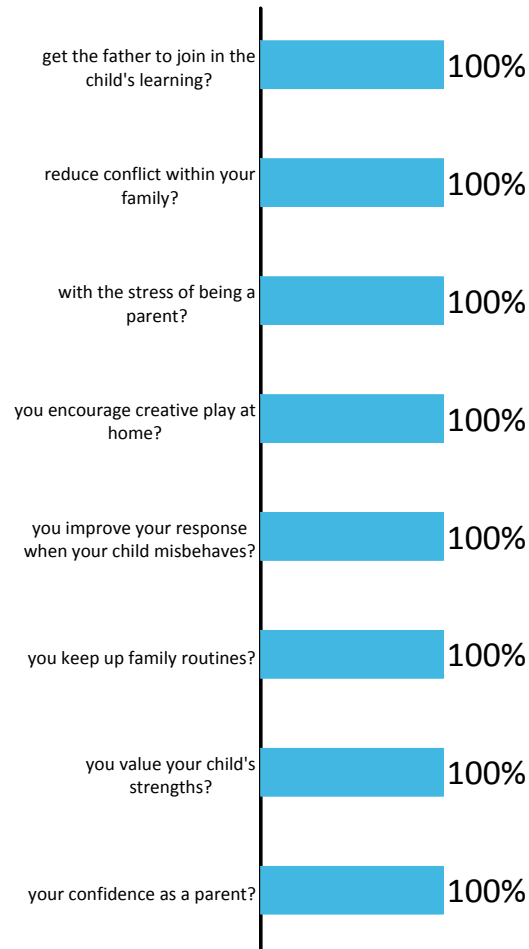 get the father to join in the
child's learning?
100%
reduce conflict within your
family?
100%
with the stress of being a
parent?
100%
you encourage creative play at
home?
100%
you improve your response
when your child misbehaves?
100%
you keep up family routines?
100%
you value your child's
strengths?
100%
your confidence as a parent?
100%